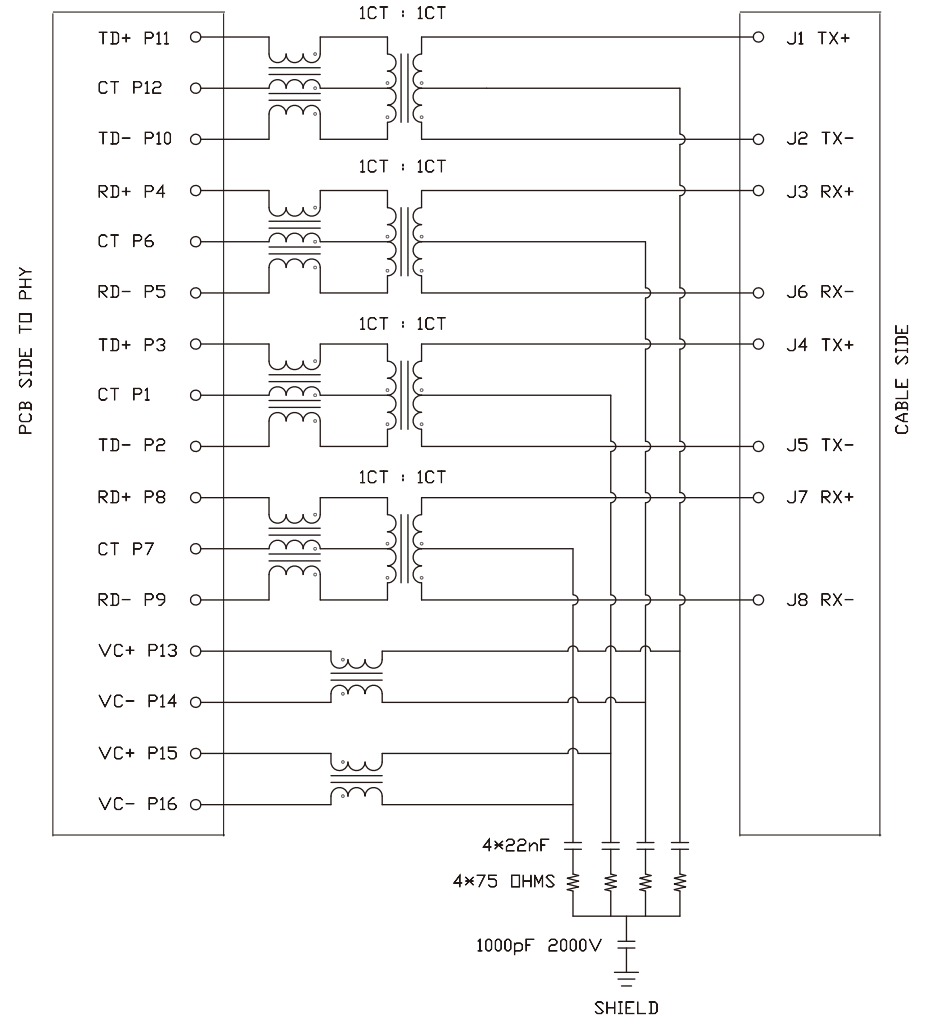 1CT : 1CT
TD+ P11
J1 TX+
CT P12
TD- P10
J2 TX-
1CT : 1CT
RD+ P4
J3 RX+
CT P6
RD- P5
J6 RX-
1CT : 1CT
TD+ P3
J4 TX+
CT P1
TD- P2
J5 TX-
1CT : 1CT
RD+ P8
J7 RX+
CT P7
RD- P9
J8 RX-
VC+ P13
VC- P14
VC+ P15
VC- P16
PCB SIDE TO PHY
CABLE SIDE
4*22nF
4*75 OHMS
1000pF 2000V
SHIELD